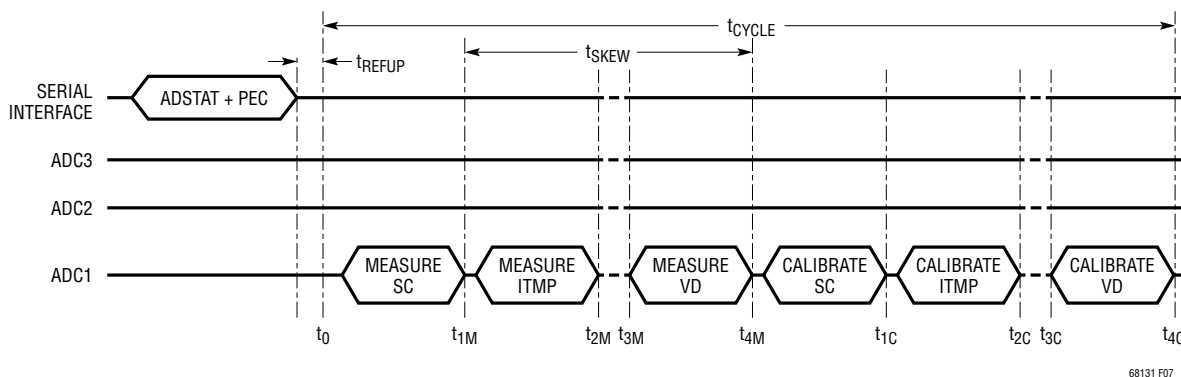 tCYCLE
tSKEW
tREFUP
SERIAL
INTERFACE
ADSTAT + PEC
ADC3
ADC2
ADC1
MEASURE
SC
MEASURE
ITMP
MEASURE
VD
CALIBRATE
SC
CALIBRATE
ITMP
CALIBRATE
VD
t0 t1M t2M t3M t4M t1C t2C t3C t4C
68131 F07